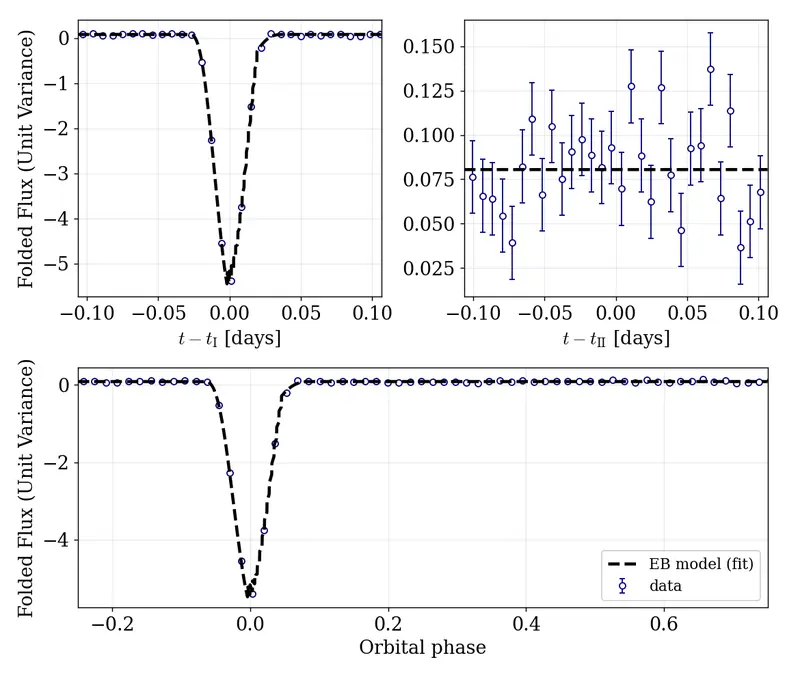 Folded Flux (Unit Variance)
0
−1
−2
−3
−4
−5
−0.10 −0.05 0.00 0.05 0.10
t − tI [days]
0.150
0.125
0.100
0.075
0.050
0.025
−0.10 −0.05 0.00 0.05 0.10
t − tII [days]
Folded Flux (Unit Variance)
0
−2
−4
EB model (fit)
data
−0.2 0.0 0.2 0.4 0.6
Orbital phase